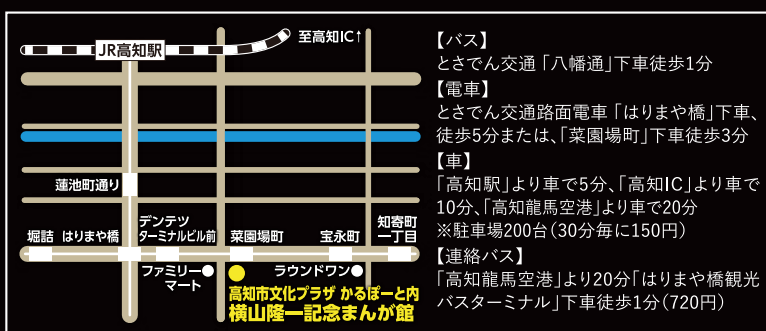 JR高知駅
至高知IC↑
蓮池町通り
堀詰
はりまや橋
デンテツ
ターミナルビル前
菜園場町
宝永町
知寄町
一丁目
ファミリー
マート
ラウンドワン
高知市文化プラザ かるぽーと内
横山隆一記念まんが館
【バス】
とさでん交通「八幡通」下車徒歩1分
【電車】
とさでん交通路面電車「はりまや橋」下車、
徒歩5分または、「菜園場町」下車徒歩3分
【車】
「高知駅」より車で5分、「高知IC」より車で
10分、「高知龍馬空港」より車で20分
※駐車場200台(30分毎に150円)
【連絡バス】
「高知龍馬空港」より20分「はりまや橋観光
バスターミナル」下車徒歩1分(720円)